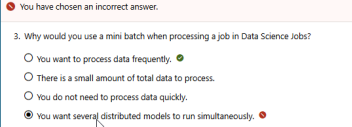 You have chosen an incorrect answer.
3. Why would you use a mini batch when processing a job in Data Science Jobs?
You want to process data frequently.
There is a small amount of total data to process.
You do not need to process data quickly.
You want several distributed models to run simultaneously.